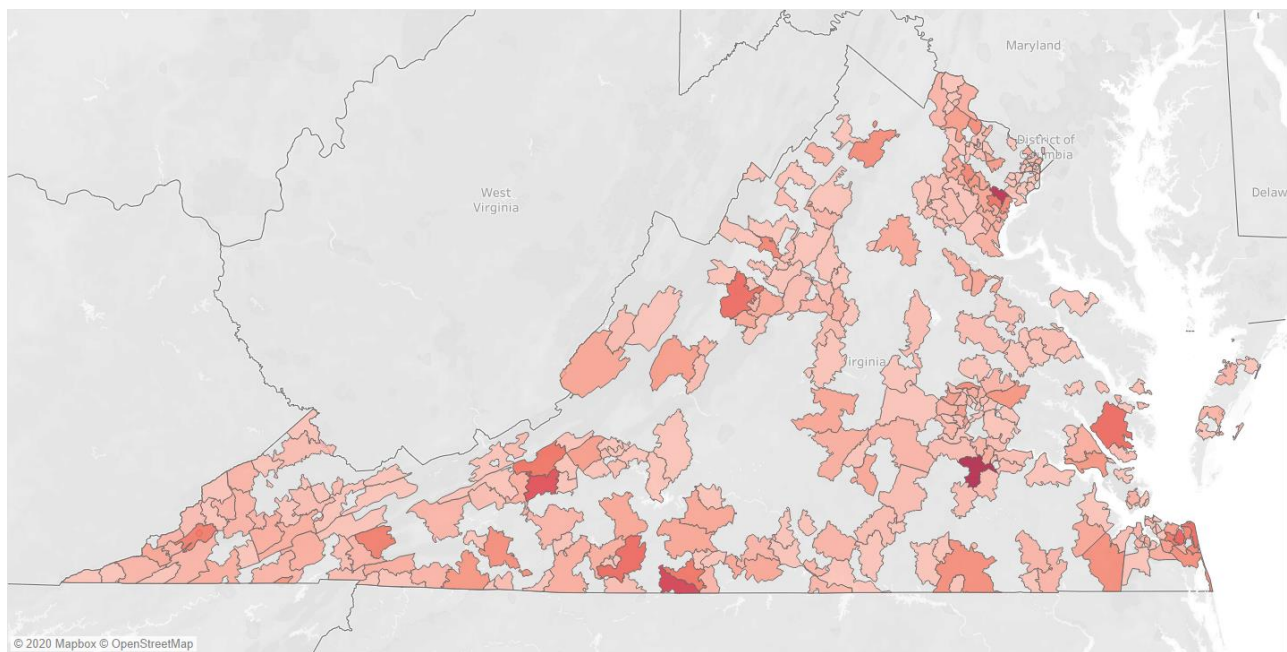 Maryland
District of
Columbia
West
Virginia
Delaw
Virginia
© 2020 Mapbox © OpenStreetMap